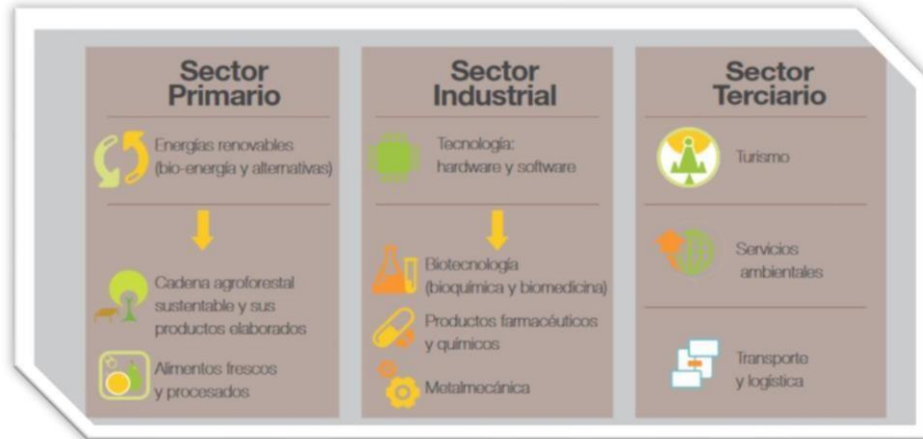 Sector
Primario
Energías renovables
(bio-energía y alternativas)
Cadena agroforestal
sustentable y sus
productos elaborados
Alimentos frescos
y procesados
Sector
Industrial
Tecnología:
hardware y software
Biotecnología
(bioquímica y biomedicina)
Productos farmacéuticos
y químicos
Metalmecánica
Sector
Terciario
Turismo
Servicios
ambientales
Transporte
y logística